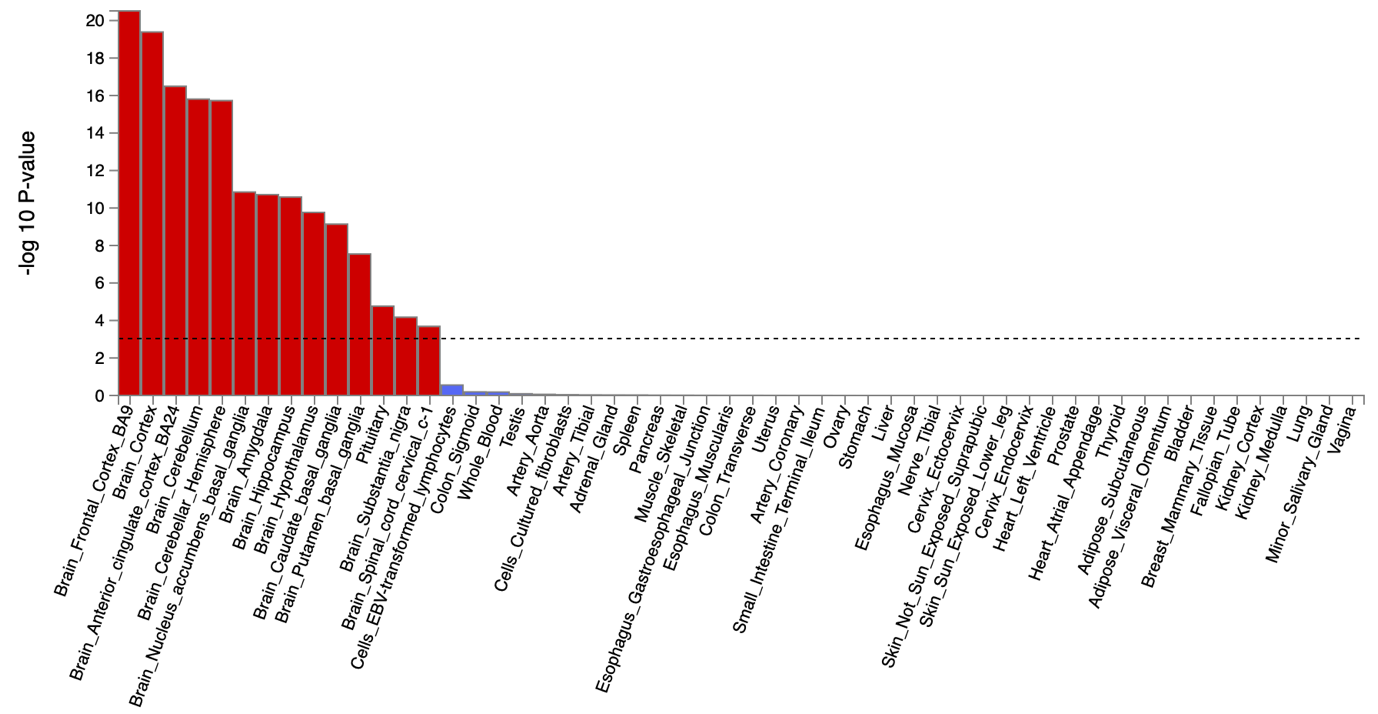 -log 10 P-value
20
18
16
14
12
10
8
6
4
2
0
Brain_Frontal_Cortex_BA9
Brain_Cortex
Brain_Anterior_cingulate_cortex_BA24
Brain_Cerebellum
Brain_Cerebellar_Hemisphere
Brain_Nucleus_accumbens_basal_ganglia
Brain_Amygdala
Brain_Hippocampus
Brain_Hypothalamus
Brain_Caudate_basal_ganglia
Brain_Putamen_basal_ganglia
Pituitary
Brain_Substantia_nigra
Brain_Spinal_cord_cervical_c-1
Cells_EBV-transformed_lymphocytes
Colon_Sigmoid
Whole_Blood
Testis
Artery_Aorta
Cells_Cultured_fibroblasts
Artery_Tibial
Adrenal_Gland
Spleen
Pancreas
Muscle_Skeletal
Esophagus_Gastroesophageal_Junction
Esophagus_Muscularis
Colon_Transverse
Uterus
Artery_Coronary
Small_Intestine_Terminal_Ileum
Ovary
Stomach
Liver
Esophagus_Mucosa
Nerve_Tibial
Cervix_Ectocervix
Skin_Not_Sun_Exposed_Suprapubic
Skin_Sun_Exposed_Lower_leg
Cervix_Endocervix
Heart_Left_Ventricle
Prostate
Heart_Atrial_Appendage
Thyroid
Adipose_Subcutaneous
Adipose_Visceral_Omentum
Bladder
Breast_Mammary_Tissue
Fallopian_Tube
Kidney_Cortex
Kidney_Medulla
Lung
Minor_Salivary_Gland
Vagina